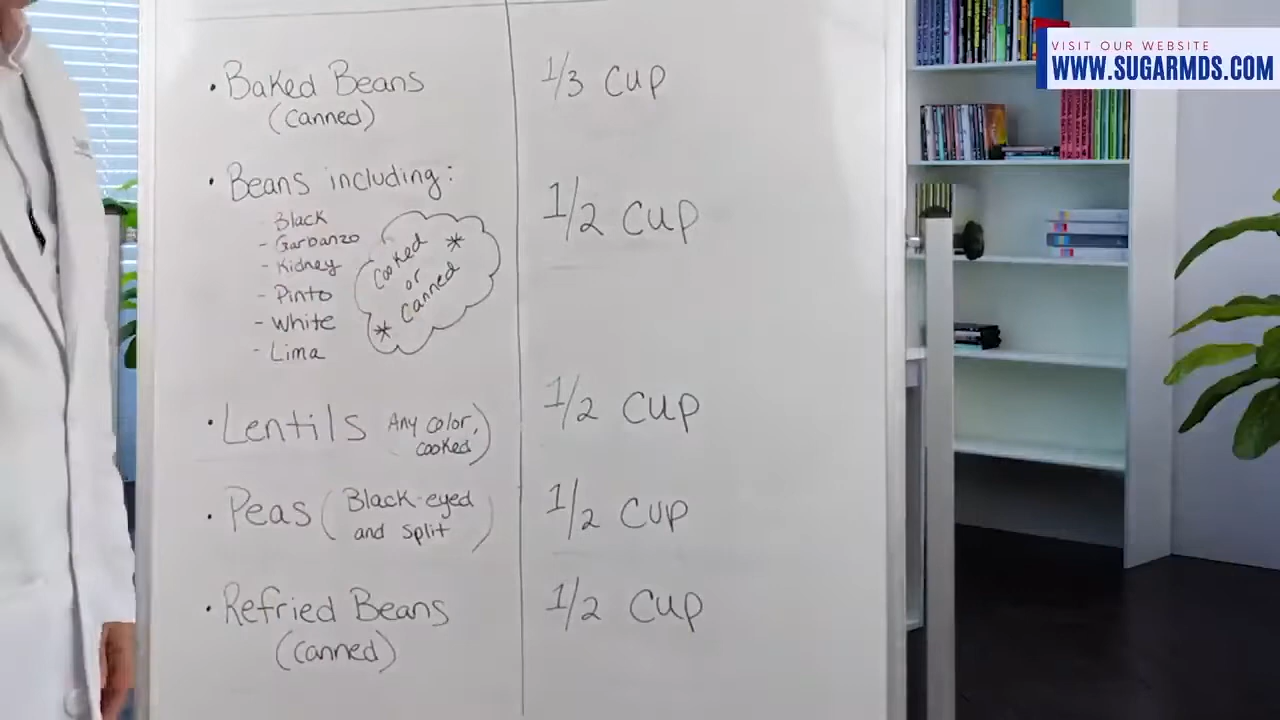 VISIT OUR WEBSITE
WWW.SUGARMDS.COM
· Baked Beans 1/3 cup
(canned)
· Beans including: 1/2 cup
- Black
- Garbanzo
- Kidney
- Pinto
- White
- Lima
* Cooked
or
Canned *
· Lentils Any color, 1/2 cup
cooked)
· Peas (Black-eyed 1/2 cup
and split)
· Refried Beans 1/2 cup
(canned)